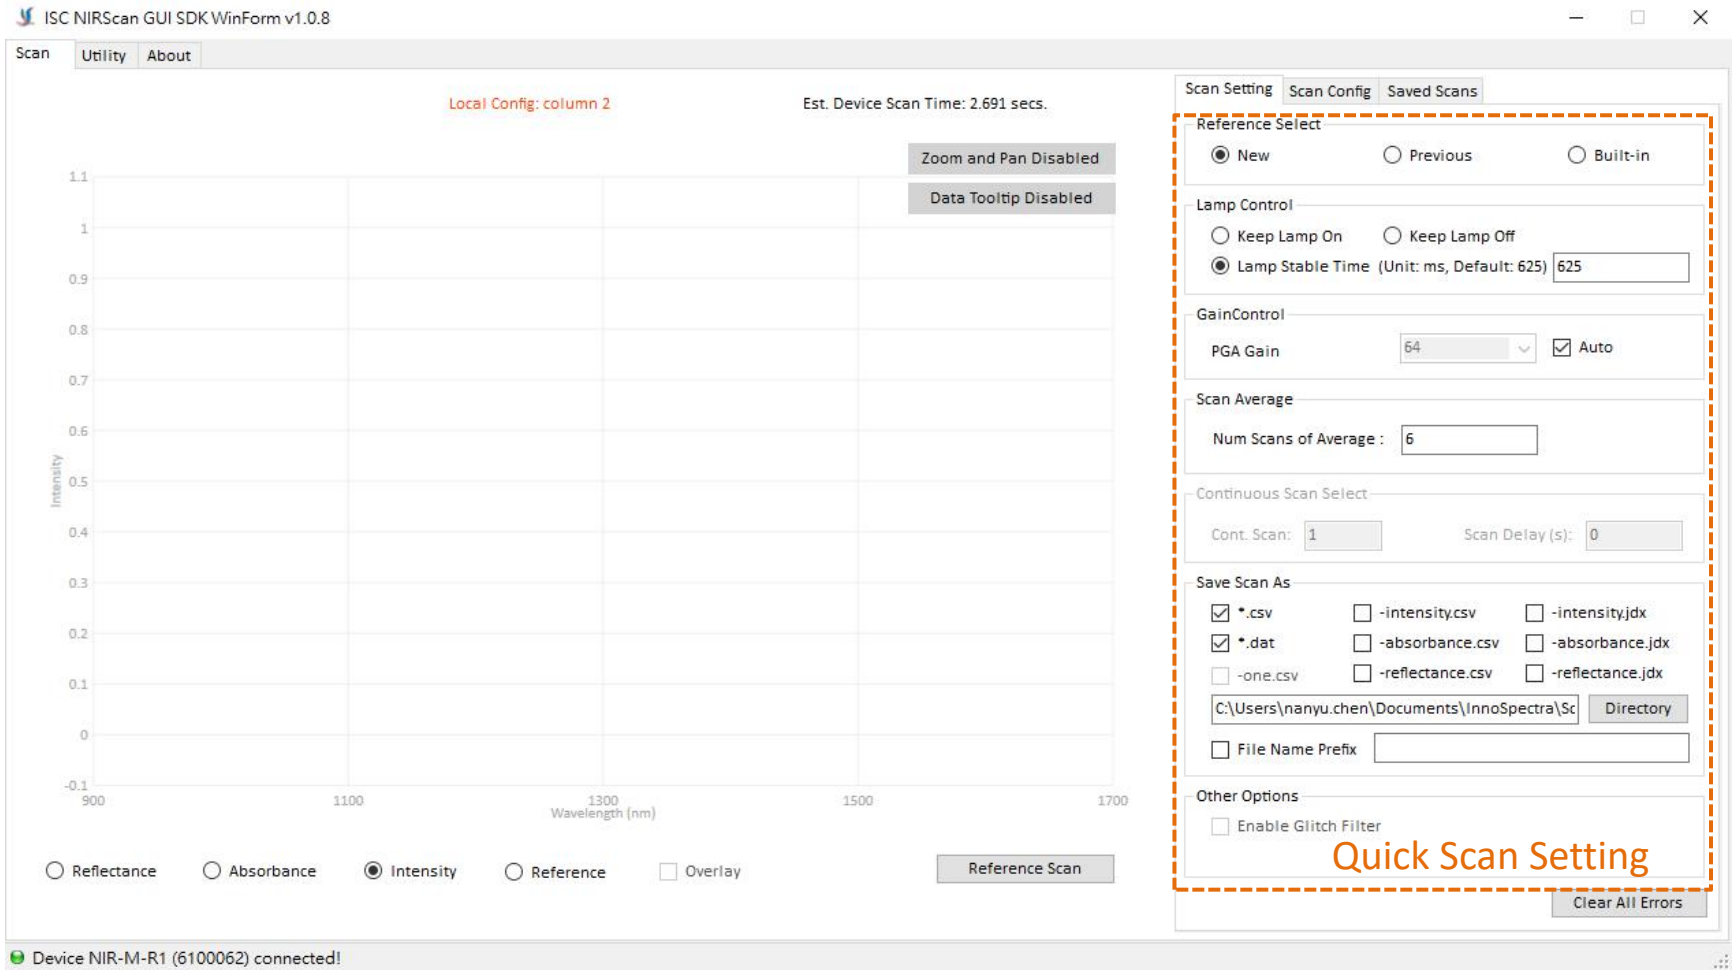 ISC NIRScan GUI SDK WinForm v1.0.8
Scan Utility About
Local Config: column 2
Est. Device Scan Time: 2.691 secs.
Zoom and Pan Disabled
Data Tooltip Disabled
1.1
1
0.9
0.8
0.7
0.6
0.5
0.4
0.3
0.2
0.1
0
-0.1
Intensity
900 1100 1300 1500 1700
Wavelength (nm)
Reflectance Absorbance Intensity Reference Overlay
Reference Scan
Scan Setting Scan Config Saved Scans
Reference Select
New Previous Built-in
Lamp Control
Keep Lamp On Keep Lamp Off
Lamp Stable Time (Unit: ms, Default: 625) 625
GainControl
PGA Gain 64 Auto
Scan Average
Num Scans of Average : 6
Continuous Scan Select
Cont. Scan: 1 Scan Delay (s): 0
Save Scan As
*.csv -intensity.csv -intensity.jdx
*.dat -absorbance.csv -absorbance.jdx
-one.csv -reflectance.csv -reflectance.jdx
C:\Users\nanyu.chen\Documents\InnoSpectra\Sc Directory
File Name Prefix
Other Options
Enable Glitch Filter
Quick Scan Setting
Clear All Errors
Device NIR-M-R1 (6100062) connected!